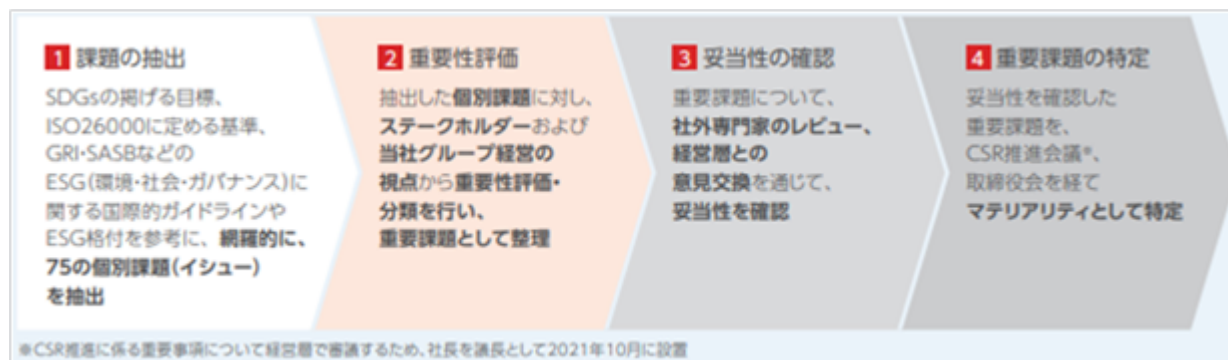 1 課題の抽出
SDGsの掲げる目標、
ISO26000に定める基準、
GRI・SASBなどの
ESG(環境・社会・ガバナンス)に
関する国際的ガイドラインや
ESG格付を参考に、網羅的に、
75の個別課題(イシュー)
を抽出
2 重要性評価
抽出した個別課題に対し、
ステークホルダーおよび
当社グループ経営の
視点から重要性評価・
分類を行い、
重要課題として整理
3 妥当性の確認
重要課題について、
社外専門家のレビュー、
経営層との
意見交換を通じて、
妥当性を確認
4 重要課題の特定
妥当性を確認した
重要課題を、
CSR推進会議※、
取締役会を経て
マテリアリティとして特定
※CSR推進に係る重要事項について経営層で審議するため、社長を議長として2021年10月に設置